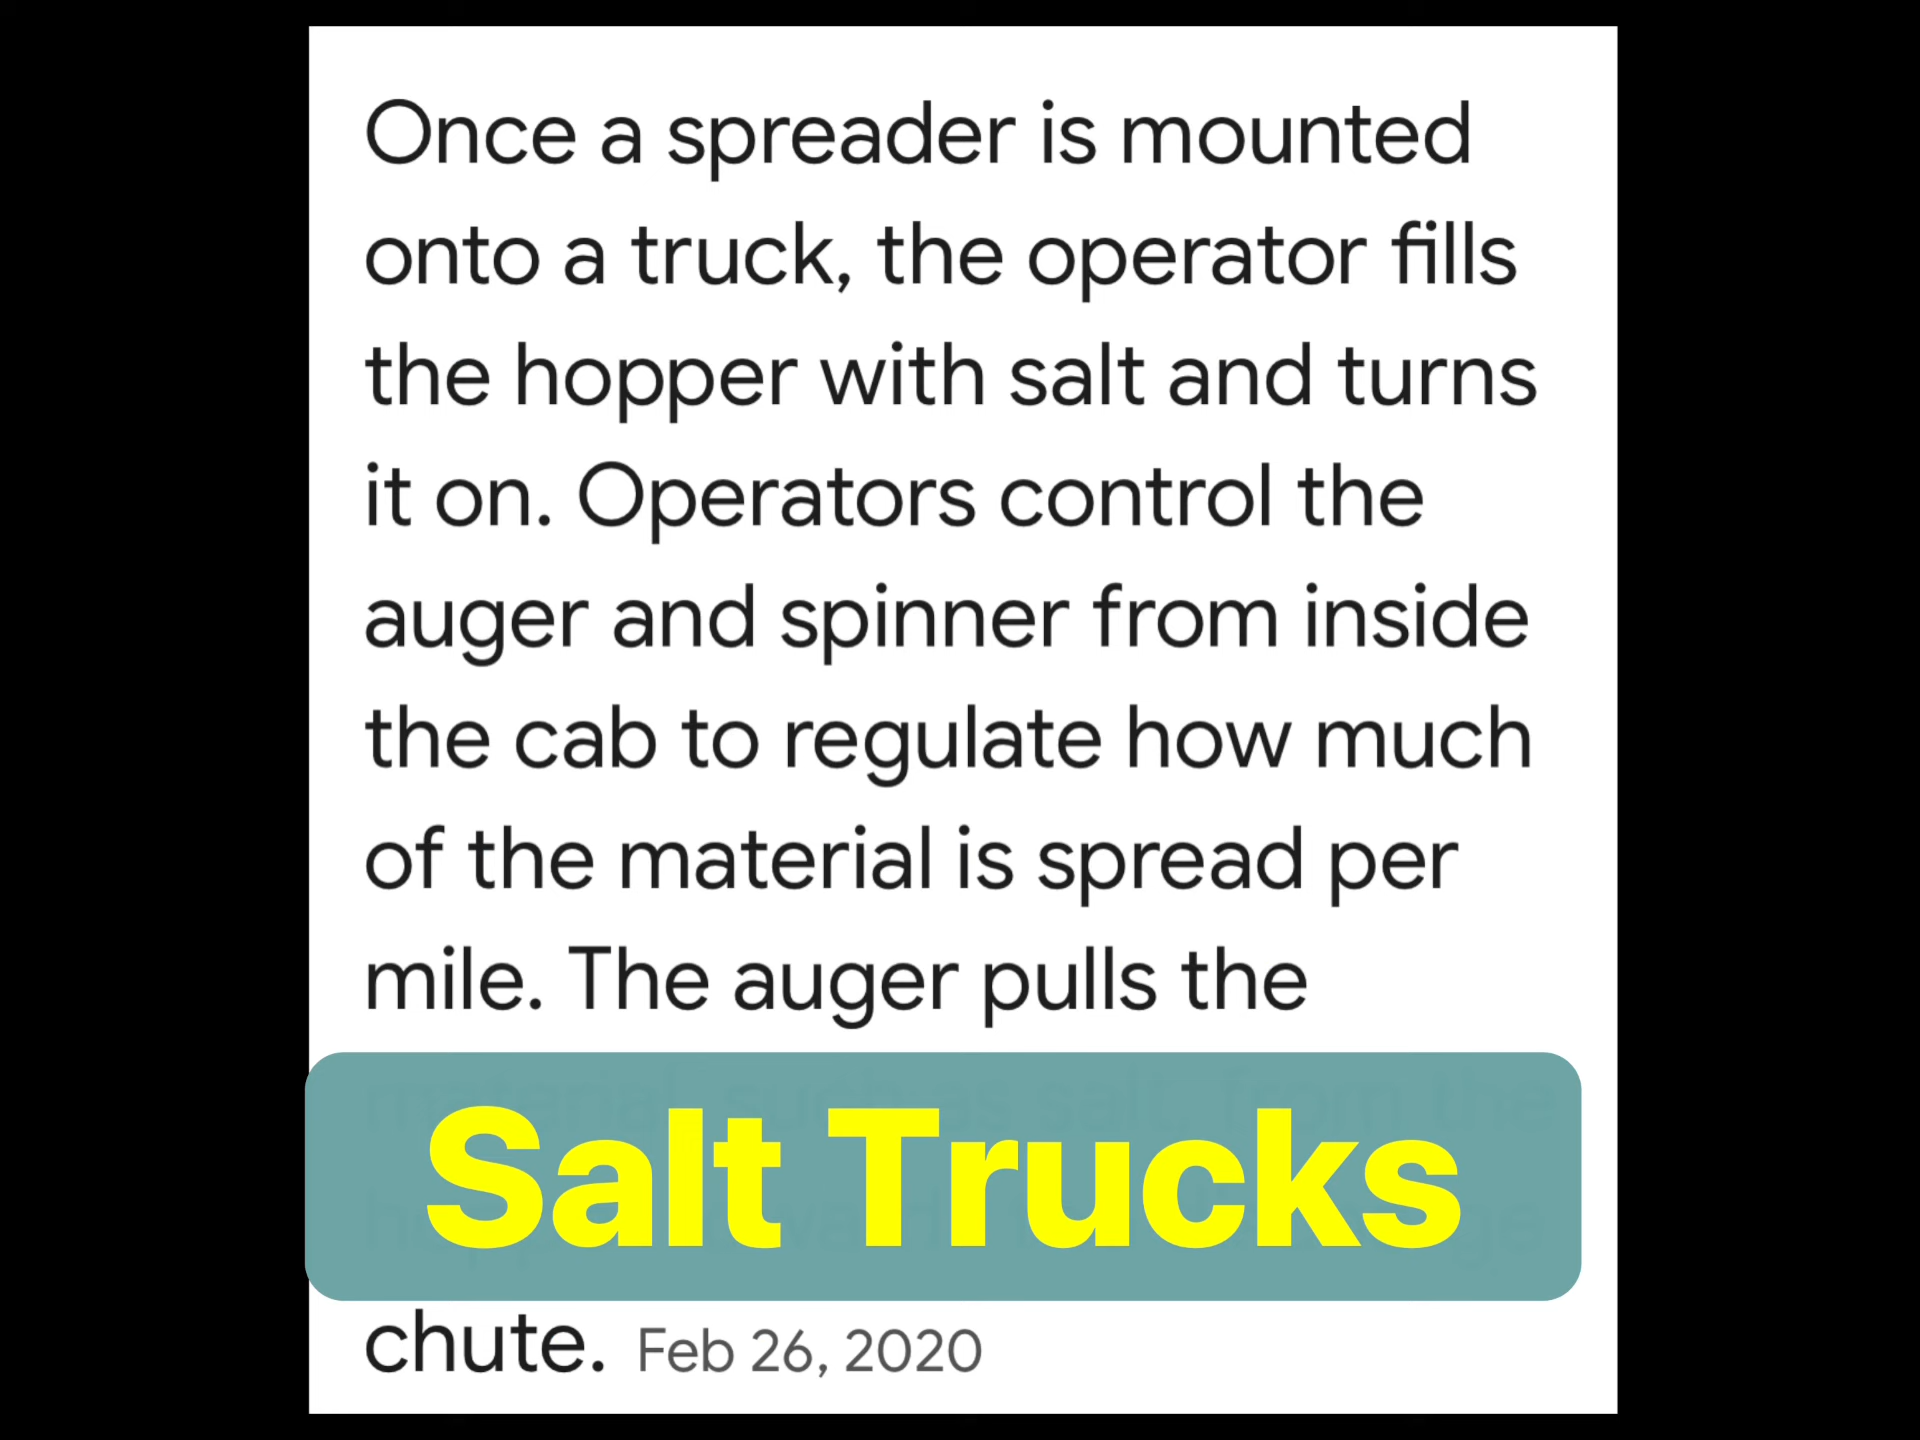 Once a spreader is mounted
onto a truck, the operator fills
the hopper with salt and turns
it on. Operators control the
auger and spinner from inside
the cab to regulate how much
of the material is spread per
mile. The auger pulls the
Salt Trucks
chute. Feb 26, 2020